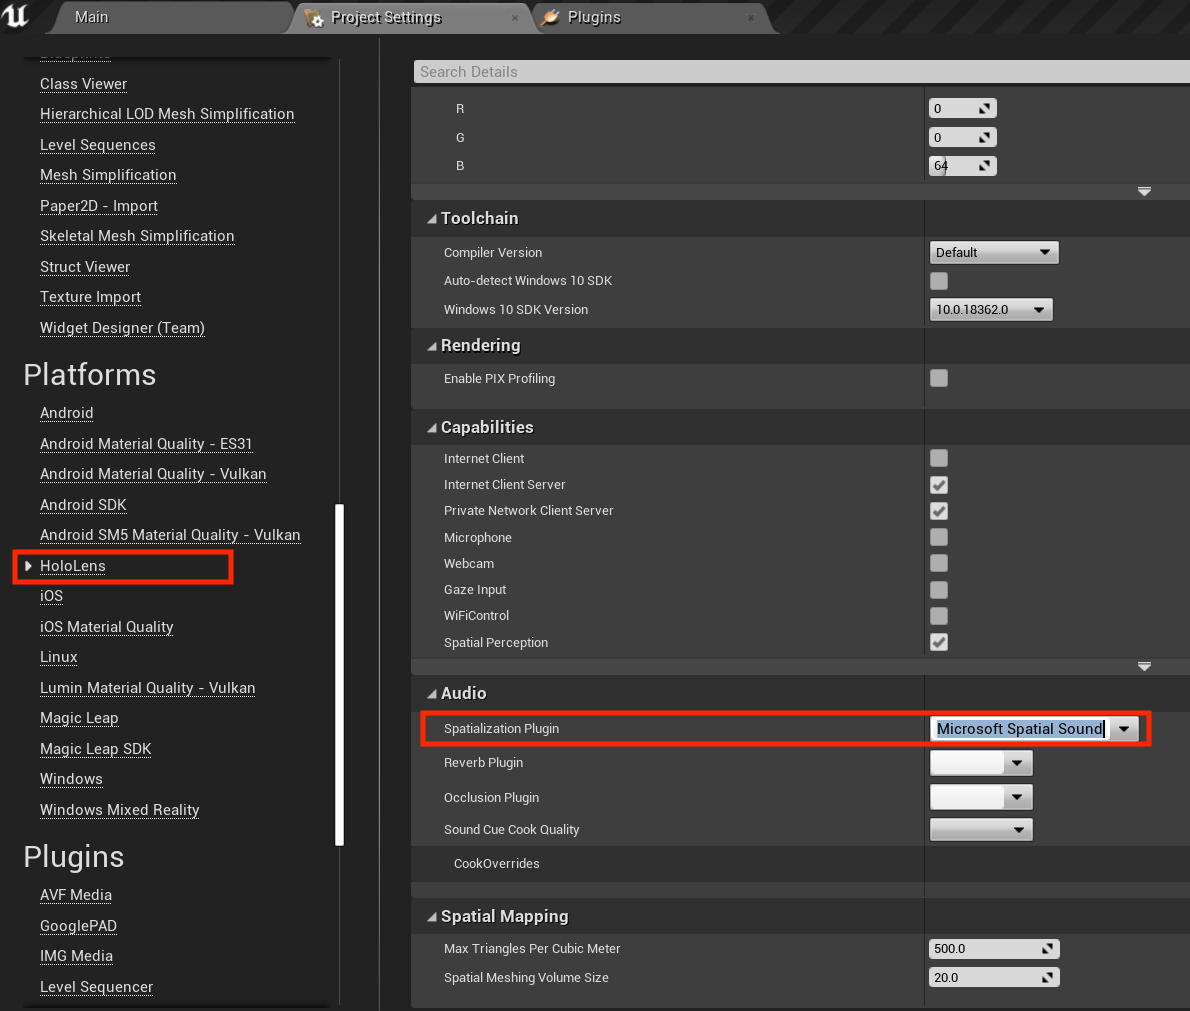 Main
Project Settings
Plugins
Class Viewer
Hierarchical LOD Mesh Simplification
Level Sequences
Mesh Simplification
Paper2D - Import
Skeletal Mesh Simplification
Struct Viewer
Texture Import
Widget Designer (Team)
Platforms
Android
Android Material Quality - ES31
Android Material Quality - Vulkan
Android SDK
Android SM5 Material Quality - Vulkan
HoloLens
iOS
iOS Material Quality
Linux
Lumin Material Quality - Vulkan
Magic Leap
Magic Leap SDK
Windows
Windows Mixed Reality
Plugins
AVF Media
GooglePAD
IMG Media
Level Sequencer
Search Details
R 0
G 0
B 64
Toolchain
Compiler Version Default
Auto-detect Windows 10 SDK
Windows 10 SDK Version 10.0.18362.0
Rendering
Enable PIX Profiling
Capabilities
Internet Client
Internet Client Server
Private Network Client Server
Microphone
Webcam
Gaze Input
WiFiControl
Spatial Perception
Audio
Spatialization Plugin Microsoft Spatial Sound
Reverb Plugin
Occlusion Plugin
Sound Cue Cook Quality
CookOverrides
Spatial Mapping
Max Triangles Per Cubic Meter 500.0
Spatial Meshing Volume Size 20.0